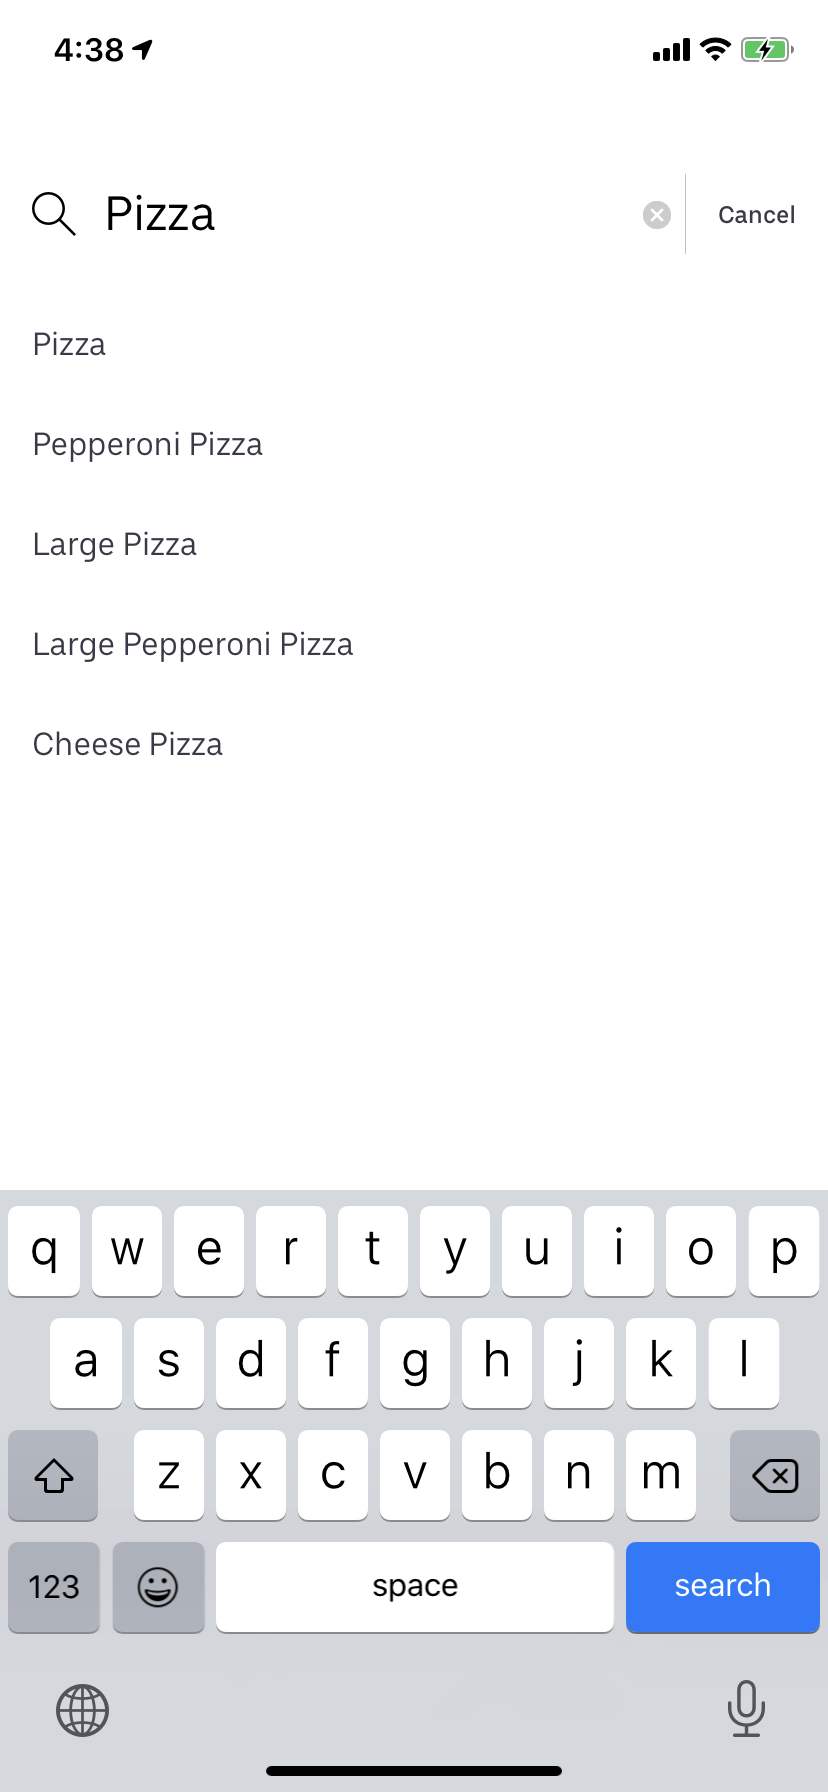 4:38
Pizza Cancel
Pizza
Pepperoni Pizza
Large Pizza
Large Pepperoni Pizza
Cheese Pizza
q w e r t y u i o p
a s d f g h j k l
z x c v b n m
123 space search